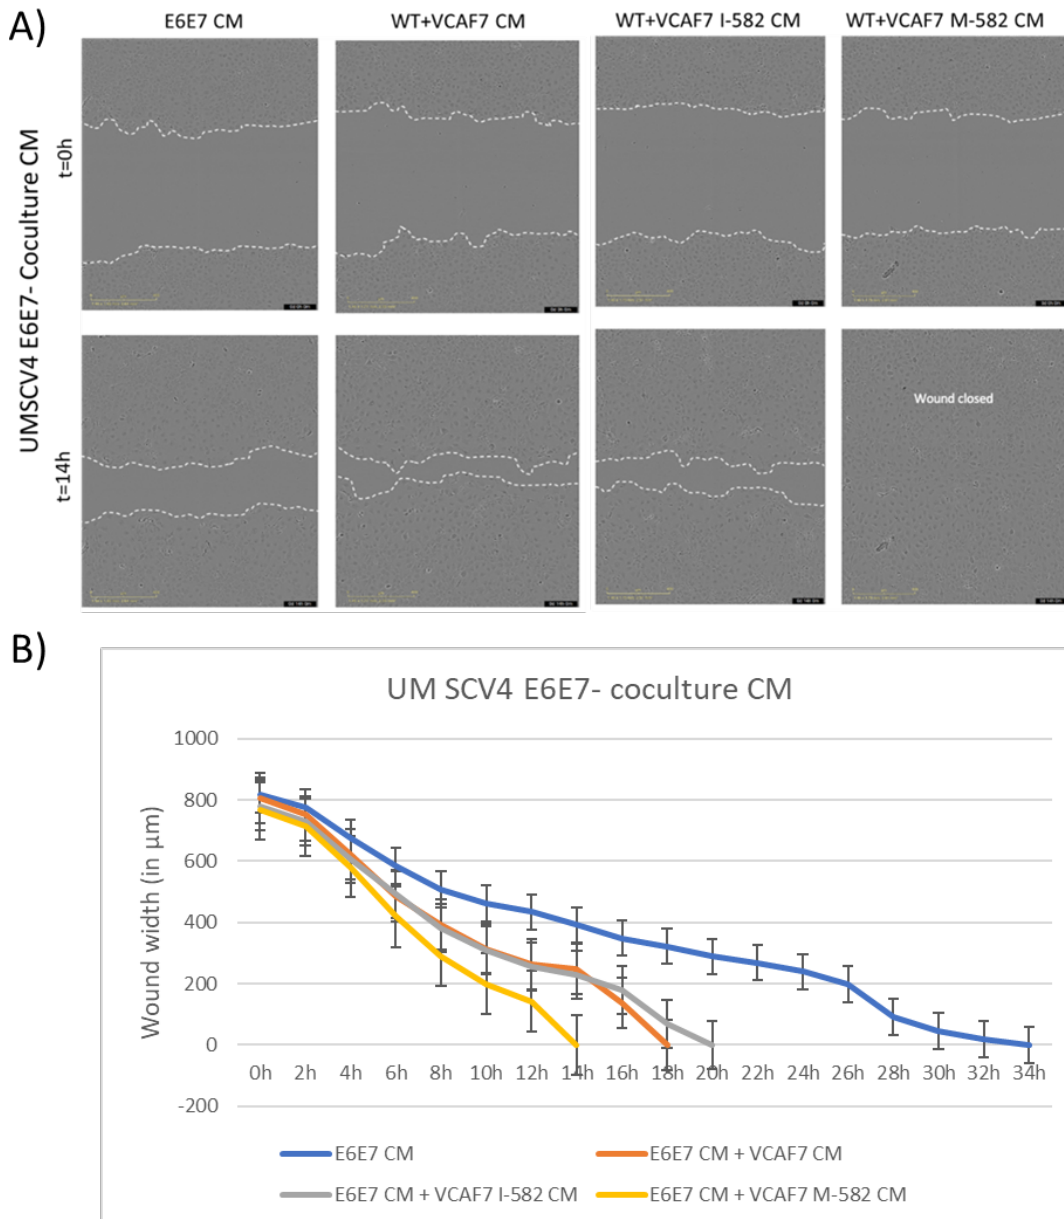 A)
E6E7 CM
WT+VCAF7 CM
WT+VCAF7 I-582 CM
WT+VCAF7 M-582 CM
UMSCV4 E6E7- Coculture CM
t=0h
t=14h
Wound closed
B)
UM SCV4 E6E7- coculture CM
Wound width (in µm)
1000
800
600
400
200
0
-200
0h 2h 4h 6h 8h 10h 12h 14h 16h 18h 20h 22h 24h 26h 28h 30h 32h 34h
E6E7 CM
E6E7 CM + VCAF7 CM
E6E7 CM + VCAF7 I-582 CM
E6E7 CM + VCAF7 M-582 CM